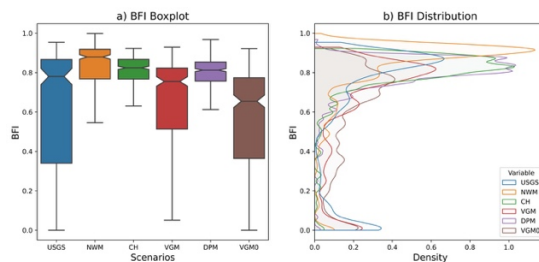 a) BFI Boxplot
1.0
0.8
0.6
0.4
0.2
0.0
BFI
USGS NWM CH VGM DPM VGM0
Scenarios
b) BFI Distribution
1.0
0.8
0.6
0.4
0.2
0.0
BFI
0.0 0.2 0.4 0.6 0.8 1.0
Density
Variable
USGS
NWM
CH
VGM
DPM
VGM0